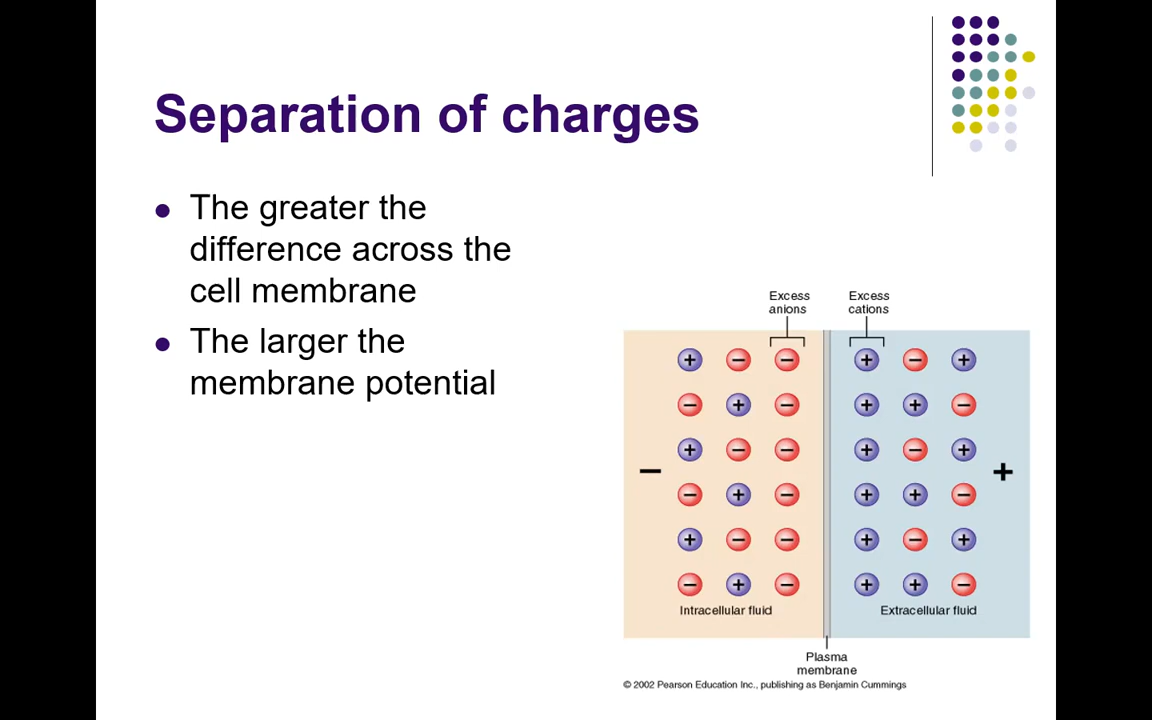 Separation of charges
The greater the
difference across the
cell membrane
The larger the
membrane potential
Excess
anions
Excess
cations
+ − − + − +
− + − + + −
+ − − + − +
− +
− + − + + −
+ − − + − +
− + − + + −
Intracellular fluid
Extracellular fluid
Plasma
membrane
© 2002 Pearson Education Inc., publishing as Benjamin Cummings